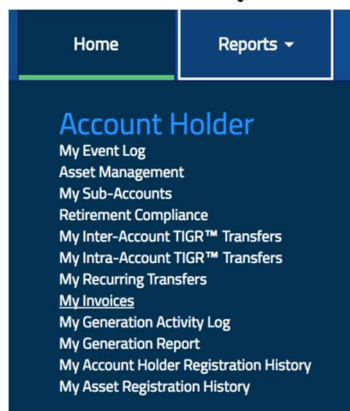 Home
Reports
Account Holder
My Event Log
Asset Management
My Sub-Accounts
Retirement Compliance
My Inter-Account TIGR™ Transfers
My Intra-Account TIGR™ Transfers
My Recurring Transfers
My Invoices
My Generation Activity Log
My Generation Report
My Account Holder Registration History
My Asset Registration History